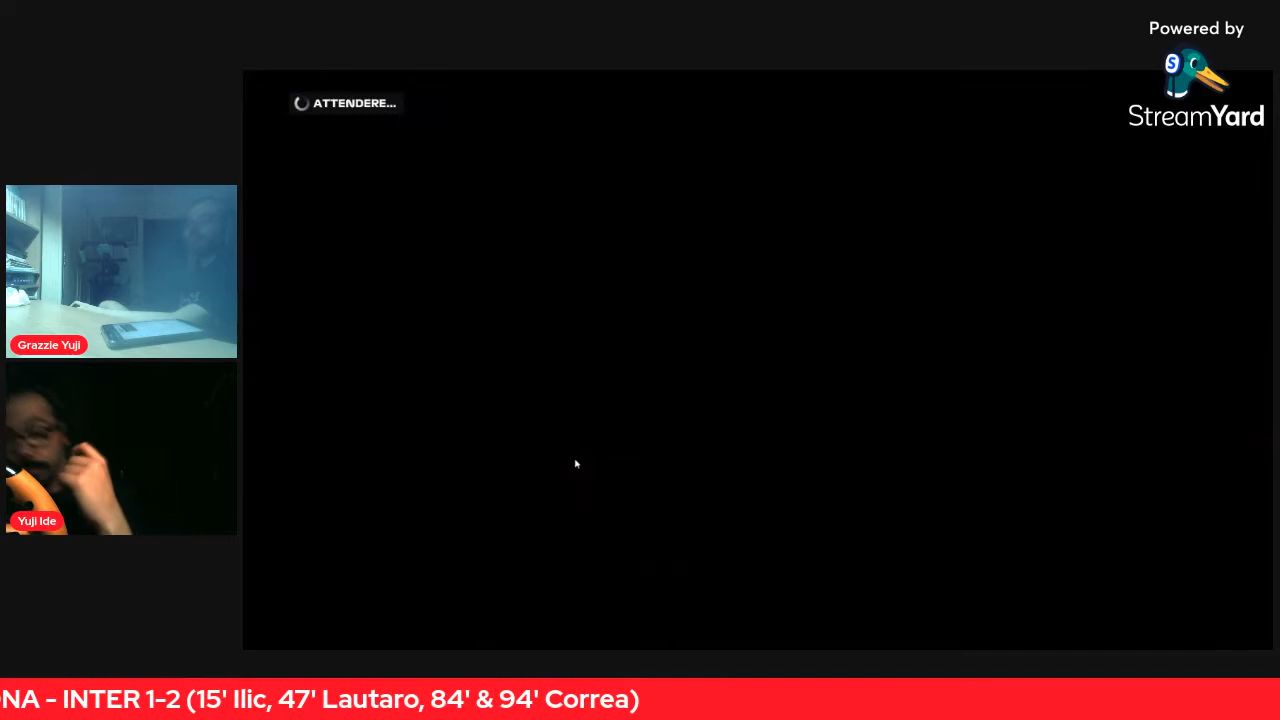 Powered by
StreamYard
ATTENDERE...
Grazzie Yuji
Yuji Ide
NA - INTER 1-2 (15' Ilic, 47' Lautaro, 84' & 94' Correa)